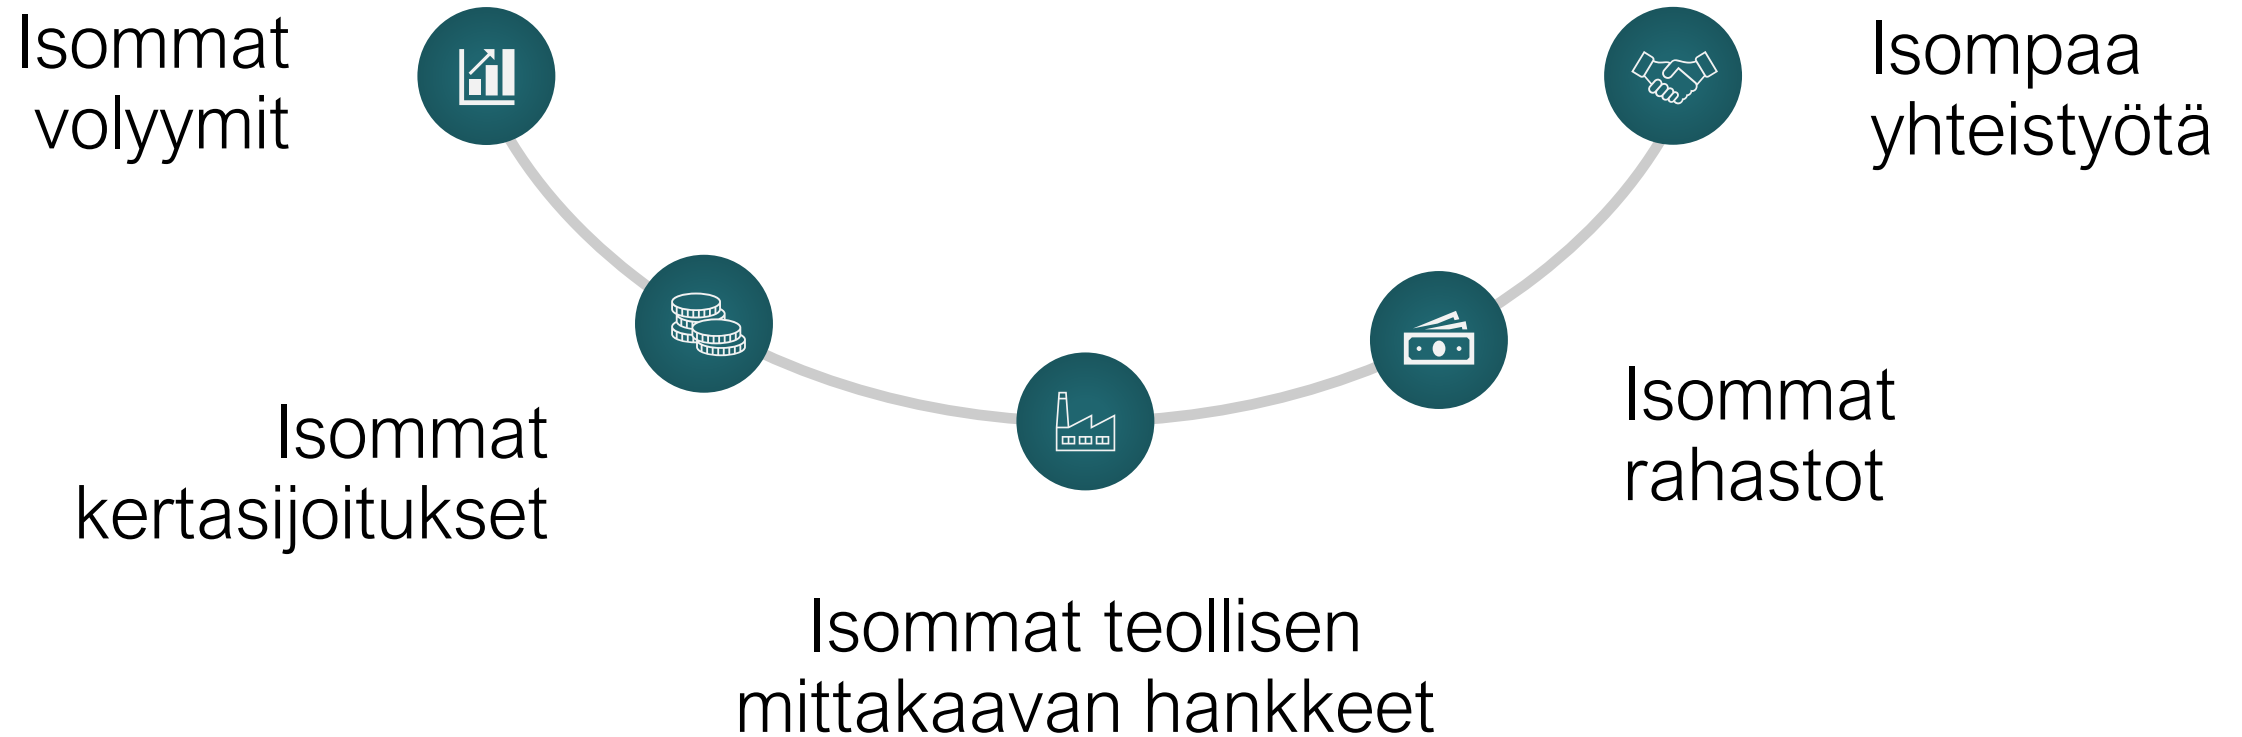 Isommat
volyymit
Isommat
kertasijoitukset
Isommat teollisen
mittakaavan hankkeet
Isommat
rahastot
Isompaa
yhteistyötä